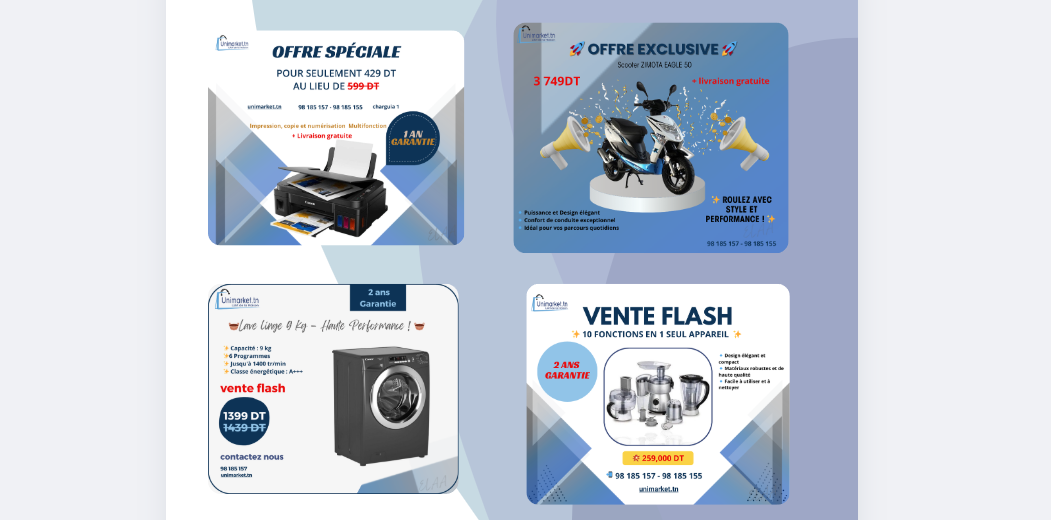 Unimarket.tn
OFFRE SPÉCIALE
POUR SEULEMENT 429 DT
AU LIEU DE 599 DT
unimarket.tn 98 185 157 - 98 185 155 charguia 1
Impression, copie et numérisation Multifonction
+ Livraison gratuite
1 AN
GARANTIE
Unimarket.tn
🚀 OFFRE EXCLUSIVE 🚀
Scooter ZIMOTA EAGLE 50
3 749DT
+ livraison gratuite
Puissance et Design élégant
Confort de conduite exceptionnel
Idéal pour vos parcours quotidiens
✨ ROULEZ AVEC
STYLE ET
PERFORMANCE ! ✨
98 185 157 - 98 185 155
Unimarket.tn
2 ans
Garantie
Lave linge 9 Kg – Haute Performance !
✨ Capacité : 9 kg
✨6 Programmes
✨ Jusqu'à 1400 tr/min
✨ Classe énergétique : A+++
vente flash
1399 DT
1439 DT
contactez nous
98 185 157
unimarket.tn
Unimarket.tn
VENTE FLASH
✨ 10 FONCTIONS EN 1 SEUL APPAREIL ✨
2 ANS
GARANTIE
Design élégant et
compact
Matériaux robustes et de
haute qualité
Facile à utiliser et à
nettoyer
259,000 DT
98 185 157 - 98 185 155
unimarket.tn